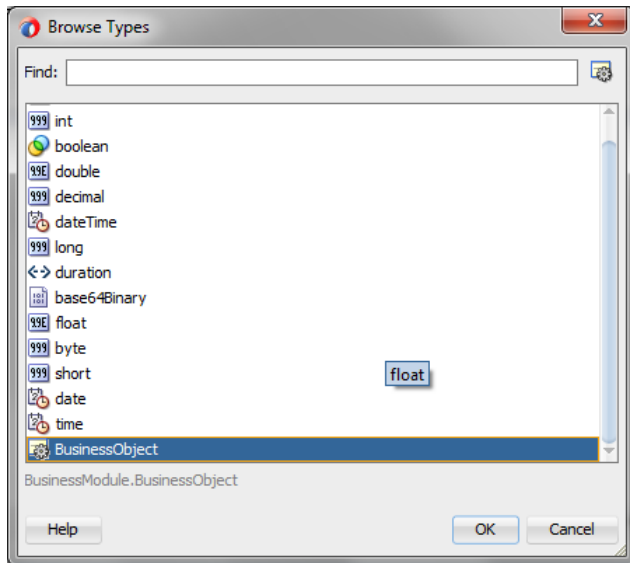 Browse Types
Find:
int
boolean
double
decimal
dateTime
long
duration
base64Binary
float
byte
short
float
date
time
BusinessObject
BusinessModule.BusinessObject
Help
OK
Cancel